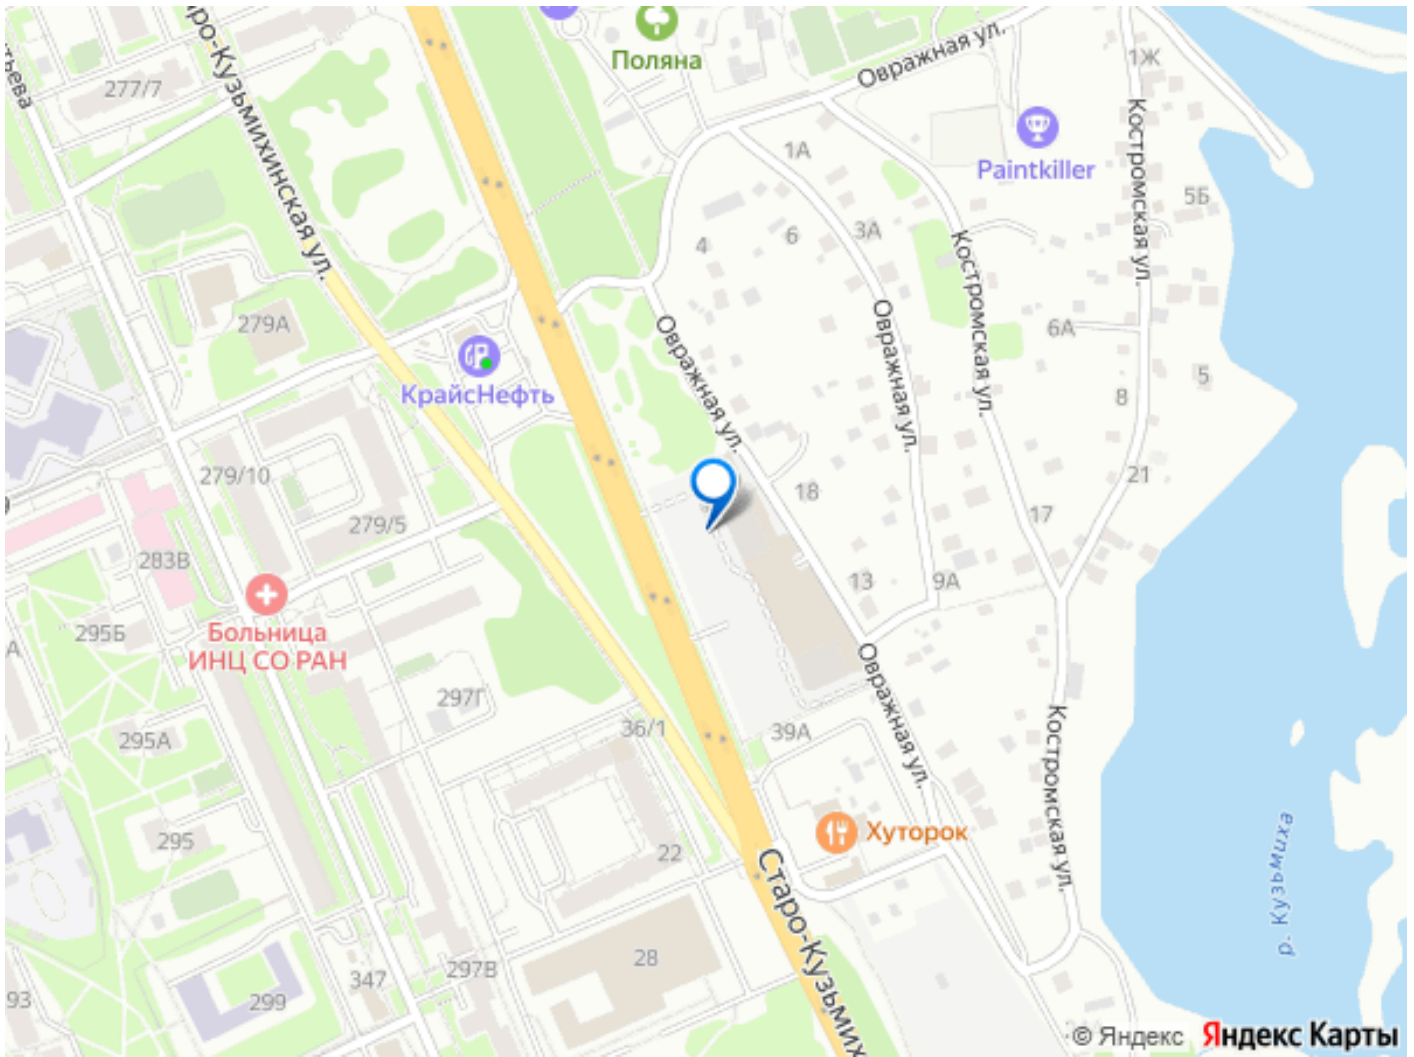 Поляна
Овражная ул.
1Ж
277/7
Paintkiller
1А
5Б
3А
6
4
Костромская ул.
Костромская ул.
279А
6А
Овражная ул.
Овражная ул.
КрайсНефть
5
8
279/10
21
18
17
279/5
283В
13
9А
295Б
Больница
ИНЦ СО РАН
297Г
36/1
39А
295А
Овражная ул.
Костромская ул.
Хуторок
295
22
р. Кузьмиха
28
297В
347
299
93
© Яндекс Яндекс Карты